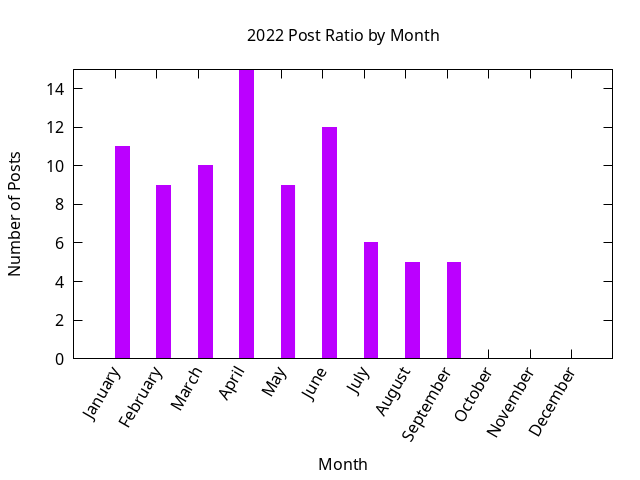 2022 Post Ratio by Month
14
12
10
8
6
4
2
0
Number of Posts
January
February
March
April
May
June
July
August
September
October
November
December
Month